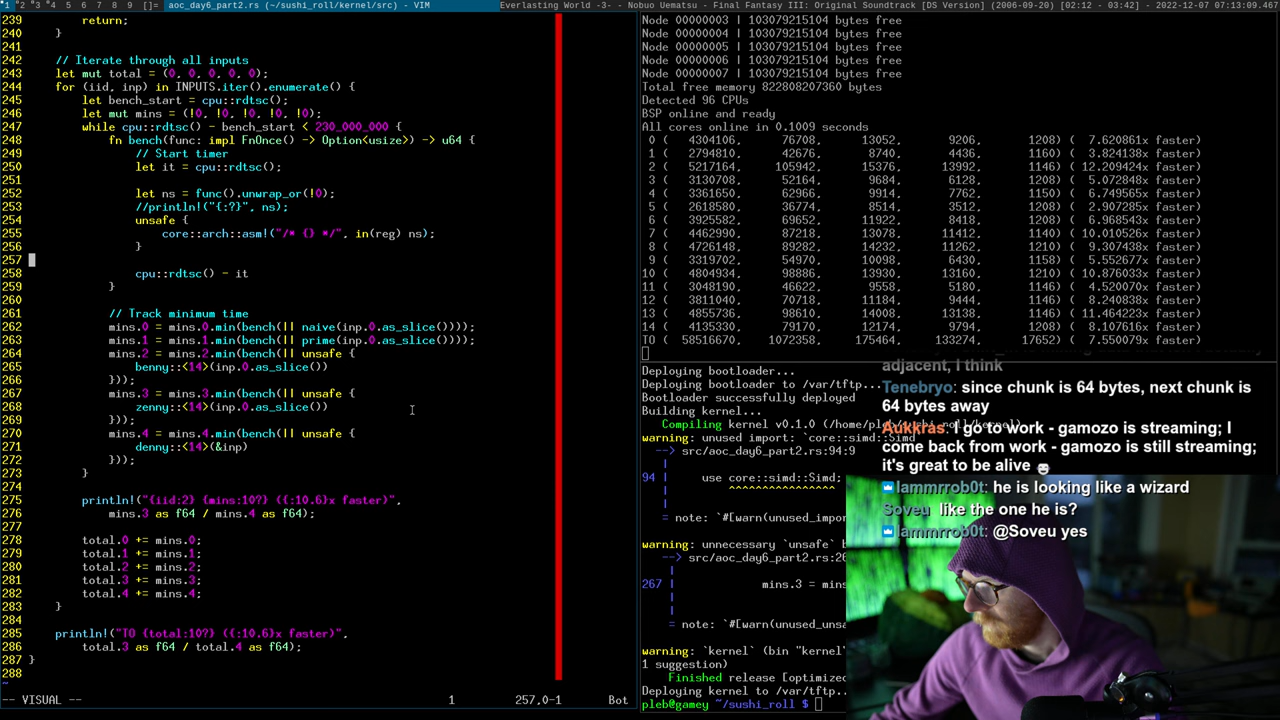 1 2 3 4 5 6 7 8 9 []= aoc_day6_part2.rs (~/sushi_roll/kernel/src) - VIM
Everlasting World -3- - Nobuo Uematsu - Final Fantasy III: Original Soundtrack [DS Version] (2006-09-20) [02:12 - 03:42] - 2022-12-07 07:13:09.467
239         return;
240     }
241
242     // Iterate through all inputs
243     let mut total = (0, 0, 0, 0, 0);
244     for (iid, inp) in INPUTS.iter().enumerate() {
245         let bench_start = cpu::rdtsc();
246         let mut mins = (!0, !0, !0, !0, !0);
247         while cpu::rdtsc() - bench_start < 230_000_000 {
248             fn bench(func: impl FnOnce() -> Option<usize>) -> u64 {
249                 // Start timer
250                 let it = cpu::rdtsc();
251
252                 let ns = func().unwrap_or(!0);
253                 //println!("{:?}", ns);
254                 unsafe {
255                     core::arch::asm!("/* {} */", in(reg) ns);
256                 }
257
258                 cpu::rdtsc() - it
259             }
260
261             // Track minimum time
262             mins.0 = mins.0.min(bench(|| naive(inp.0.as_slice())));
263             mins.1 = mins.1.min(bench(|| prime(inp.0.as_slice())));
264             mins.2 = mins.2.min(bench(|| unsafe {
265                 benny::<14>(inp.0.as_slice())
266             }));
267             mins.3 = mins.3.min(bench(|| unsafe {
268                 zenny::<14>(inp.0.as_slice())
269             }));
270             mins.4 = mins.4.min(bench(|| unsafe {
271                 denny::<14>(&inp)
272             }));
273         }
274
275         println!("{iid:2} {mins:10?} ({:10.6}x faster)",
276             mins.3 as f64 / mins.4 as f64);
277
278         total.0 += mins.0;
279         total.1 += mins.1;
280         total.2 += mins.2;
281         total.3 += mins.3;
282         total.4 += mins.4;
283     }
284
285     println!("TO {total:10?} ({:10.6}x faster)",
286         total.3 as f64 / total.4 as f64);
287 }
288
~
-- VISUAL -- 1 257,0-1 Bot
Node 00000003 | 103079215104 bytes free
Node 00000004 | 103079215104 bytes free
Node 00000005 | 103079215104 bytes free
Node 00000006 | 103079215104 bytes free
Node 00000007 | 103079215104 bytes free
Total free memory 822808207360 bytes
Detected 96 CPUs
BSP online and ready
All cores online in 0.1009 seconds
0 ( 4304106, 76708, 13052, 9206, 1208) ( 7.620861x faster)
1 ( 2794810, 42676, 8740, 4436, 1160) ( 3.824138x faster)
2 ( 5217164, 105942, 15376, 13992, 1146) ( 12.209424x faster)
3 ( 3130708, 52164, 9684, 6128, 1208) ( 5.072848x faster)
4 ( 3361650, 62976, 9914, 7762, 1150) ( 6.749565x faster)
5 ( 2618580, 36774, 8514, 3512, 1208) ( 2.907285x faster)
6 ( 3925582, 69652, 11922, 8418, 1208) ( 6.968543x faster)
7 ( 4462990, 87218, 13078, 11412, 1140) ( 10.010526x faster)
8 ( 4726148, 89282, 14232, 11262, 1210) ( 9.307438x faster)
9 ( 3319702, 54970, 10098, 6430, 1158) ( 5.552677x faster)
10 ( 4804934, 98886, 13930, 13160, 1210) ( 10.876033x faster)
11 ( 3048190, 46622, 9558, 5180, 1146) ( 4.520070x faster)
12 ( 3811040, 70718, 11184, 9444, 1146) ( 8.240838x faster)
13 ( 4855736, 98610, 14008, 13138, 1146) ( 11.464223x faster)
14 ( 4135330, 79170, 12174, 9794, 1208) ( 8.107616x faster)
TO ( 58516670, 1072358, 175464, 133274, 17652) ( 7.550079x faster)
Deploying bootloader...
Deploying bootloader to /var/tftp...
Bootloader successfully deployed
Building kernel...
Compiling kernel v0.1.0 (/home/pleb/sushi_roll/kernel)
warning: unused import: `core::simd::Simd`
--> src/aoc_day6_part2.rs:94:9
|
94 |     use core::simd::Simd;
|         ^^^^^^^^^^^^^^^^
|
= note: `#[warn(unused_impor
warning: unnecessary `unsafe` b
--> src/aoc_day6_part2.rs:26
|
267 |             mins.3 = mins
|
|
= note: `#[warn(unused_unsa
warning: `kernel` (bin "kernel"
1 suggestion)
Finished release [optimized
Deploying kernel to /var/tftp..
pleb@gamey ~/sushi_roll $
adjacent, I think
Tenebryo: since chunk is 64 bytes, next chunk is
64 bytes away
Aukkras: I go to work - gamozo is streaming; I
come back from work - gamozo is still streaming;
it's great to be alive
lammrrob0t: he is looking like a wizard
Soveu: like the one he is?
lammrrob0t: @Soveu yes